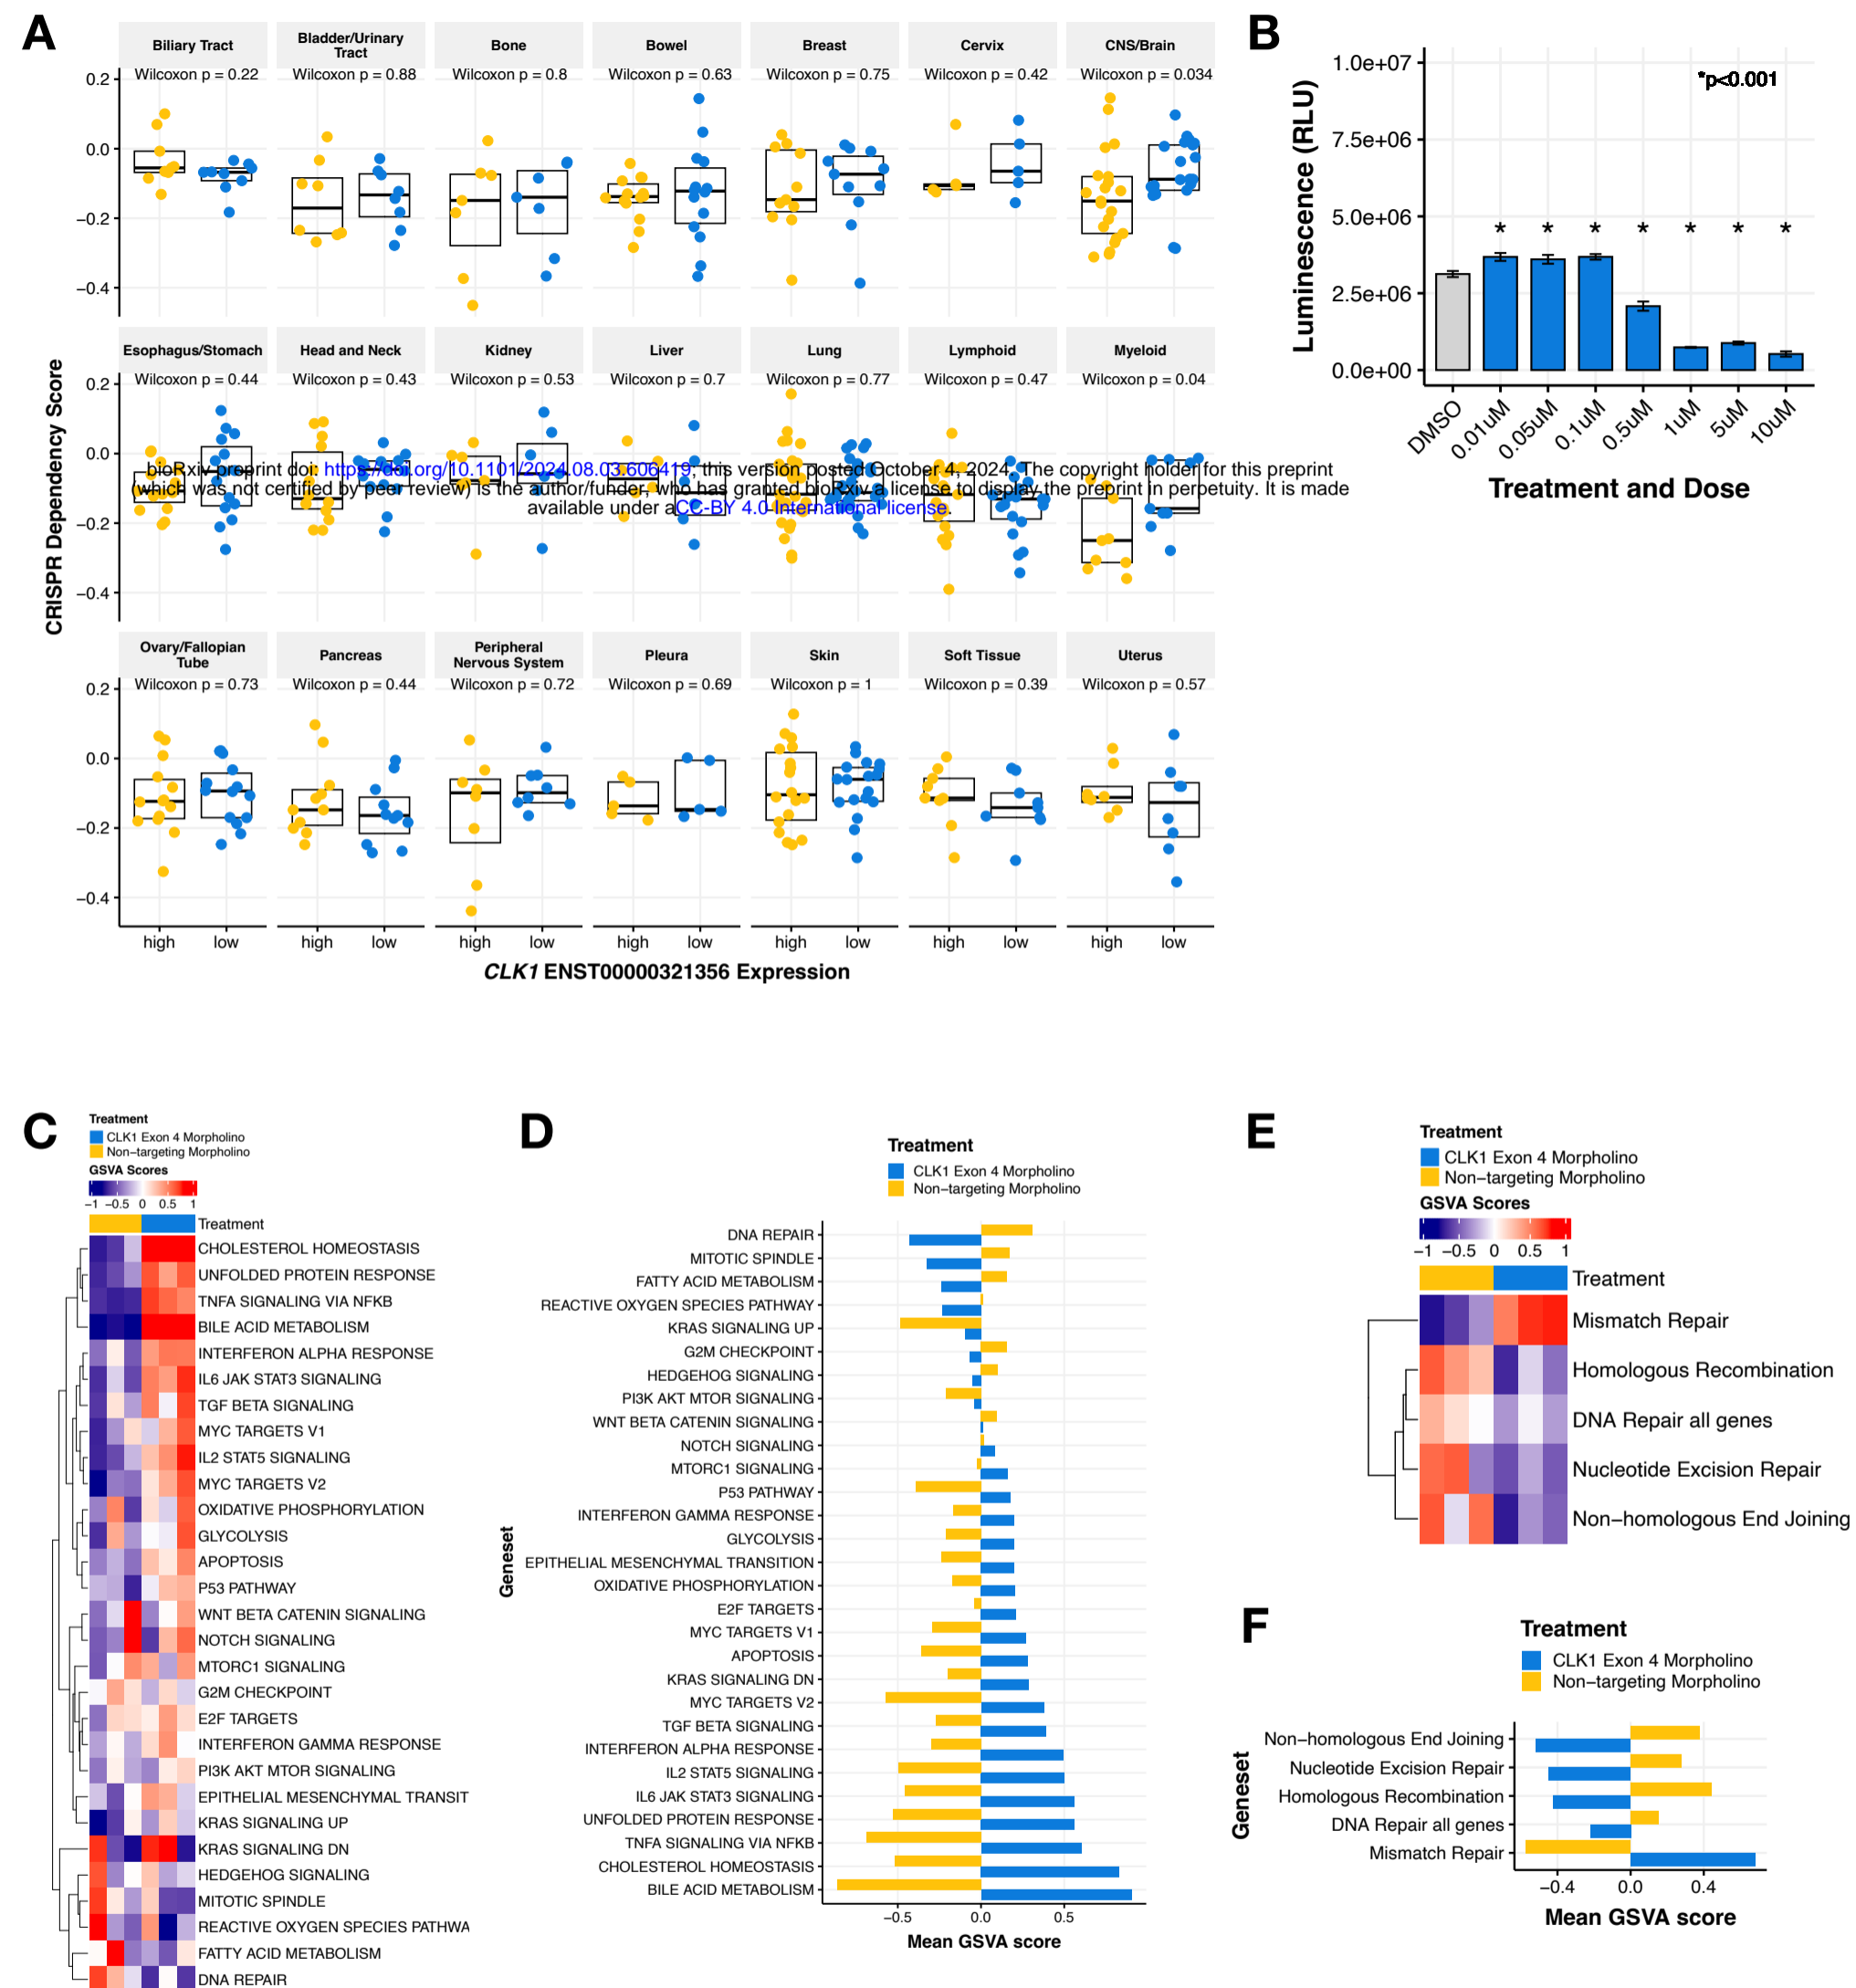 A
Biliary Tract
Bladder/Urinary
Tract
Bone
Bowel
Breast
Cervix
CNS/Brain
Wilcoxon p = 0.22
Wilcoxon p = 0.88
Wilcoxon p = 0.8
Wilcoxon p = 0.63
Wilcoxon p = 0.75
Wilcoxon p = 0.42
Wilcoxon p = 0.034
0.2
0.0
−0.2
−0.4
Esophagus/Stomach
Head and Neck
Kidney
Liver
Lung
Lymphoid
Myeloid
Wilcoxon p = 0.44
Wilcoxon p = 0.43
Wilcoxon p = 0.53
Wilcoxon p = 0.7
Wilcoxon p = 0.77
Wilcoxon p = 0.47
Wilcoxon p = 0.04
0.2
0.0
−0.2
−0.4
CRISPR Dependency Score
bioRxiv preprint doi: https://doi.org/10.1101/2024.08.03.606419; this version posted October 4, 2024. The copyright holder for this preprint
(which was not certified by peer review) is the author/funder, who has granted bioRxiv a license to display the preprint in perpetuity. It is made
available under aCC-BY 4.0 International license.
Ovary/Fallopian
Tube
Pancreas
Peripheral
Nervous System
Pleura
Skin
Soft Tissue
Uterus
Wilcoxon p = 0.73
Wilcoxon p = 0.44
Wilcoxon p = 0.72
Wilcoxon p = 0.69
Wilcoxon p = 1
Wilcoxon p = 0.39
Wilcoxon p = 0.57
0.2
0.0
−0.2
−0.4
high low high low high low high low high low high low high low
CLK1 ENST00000321356 Expression
B
Luminescence (RLU)
1.0e+07
7.5e+06
5.0e+06
2.5e+06
0.0e+00
*p<0.001
* * * * * * *
DMSO
0.01uM
0.05uM
0.1uM
0.5uM
1uM
5uM
10uM
Treatment and Dose
C
Treatment
CLK1 Exon 4 Morpholino
Non-targeting Morpholino
GSVA Scores
−1 −0.5 0 0.5 1
Treatment
CHOLESTEROL HOMEOSTASIS
UNFOLDED PROTEIN RESPONSE
TNFA SIGNALING VIA NFKB
BILE ACID METABOLISM
INTERFERON ALPHA RESPONSE
IL6 JAK STAT3 SIGNALING
TGF BETA SIGNALING
MYC TARGETS V1
IL2 STAT5 SIGNALING
MYC TARGETS V2
OXIDATIVE PHOSPHORYLATION
GLYCOLYSIS
APOPTOSIS
P53 PATHWAY
WNT BETA CATENIN SIGNALING
NOTCH SIGNALING
MTORC1 SIGNALING
G2M CHECKPOINT
E2F TARGETS
INTERFERON GAMMA RESPONSE
PI3K AKT MTOR SIGNALING
EPITHELIAL MESENCHYMAL TRANSIT
KRAS SIGNALING UP
KRAS SIGNALING DN
HEDGEHOG SIGNALING
MITOTIC SPINDLE
REACTIVE OXYGEN SPECIES PATHWA
FATTY ACID METABOLISM
DNA REPAIR
D
Treatment
CLK1 Exon 4 Morpholino
Non−targeting Morpholino
Geneset
DNA REPAIR
MITOTIC SPINDLE
FATTY ACID METABOLISM
REACTIVE OXYGEN SPECIES PATHWAY
KRAS SIGNALING UP
G2M CHECKPOINT
HEDGEHOG SIGNALING
PI3K AKT MTOR SIGNALING
WNT BETA CATENIN SIGNALING
NOTCH SIGNALING
MTORC1 SIGNALING
P53 PATHWAY
INTERFERON GAMMA RESPONSE
GLYCOLYSIS
EPITHELIAL MESENCHYMAL TRANSITION
OXIDATIVE PHOSPHORYLATION
E2F TARGETS
MYC TARGETS V1
APOPTOSIS
KRAS SIGNALING DN
MYC TARGETS V2
TGF BETA SIGNALING
INTERFERON ALPHA RESPONSE
IL2 STAT5 SIGNALING
IL6 JAK STAT3 SIGNALING
UNFOLDED PROTEIN RESPONSE
TNFA SIGNALING VIA NFKB
CHOLESTEROL HOMEOSTASIS
BILE ACID METABOLISM
−0.5 0.0 0.5
Mean GSVA score
E
Treatment
CLK1 Exon 4 Morpholino
Non-targeting Morpholino
GSVA Scores
−1 −0.5 0 0.5 1
Treatment
Mismatch Repair
Homologous Recombination
DNA Repair all genes
Nucleotide Excision Repair
Non-homologous End Joining
F
Treatment
CLK1 Exon 4 Morpholino
Non−targeting Morpholino
Geneset
Non−homologous End Joining
Nucleotide Excision Repair
Homologous Recombination
DNA Repair all genes
Mismatch Repair
−0.4 0.0 0.4
Mean GSVA score